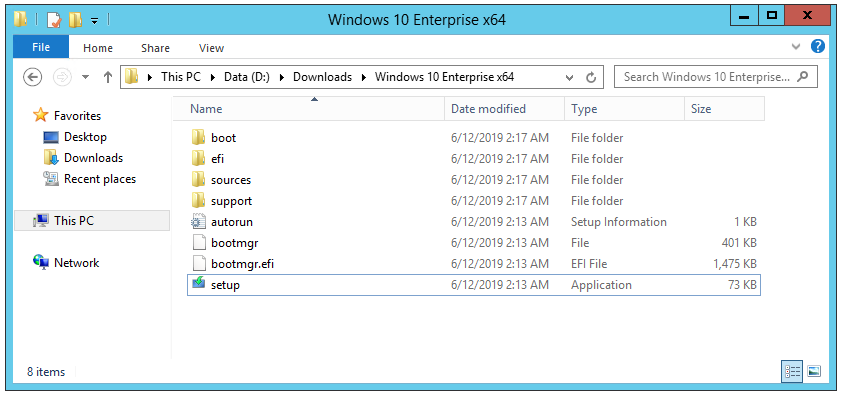 Windows 10 Enterprise x64
File Home Share View
This PC Data (D:) Downloads Windows 10 Enterprise x64 Search Windows 10 Enterprise...
Name Date modified Type Size
Favorites
Desktop
Downloads
Recent places
This PC
Network
boot 6/12/2019 2:17 AM File folder
efi 6/12/2019 2:17 AM File folder
sources 6/12/2019 2:17 AM File folder
support 6/12/2019 2:17 AM File folder
autorun 6/12/2019 2:13 AM Setup Information 1 KB
bootmgr 6/12/2019 2:13 AM File 401 KB
bootmgr.efi 6/12/2019 2:13 AM EFI File 1,475 KB
setup 6/12/2019 2:13 AM Application 73 KB
8 items